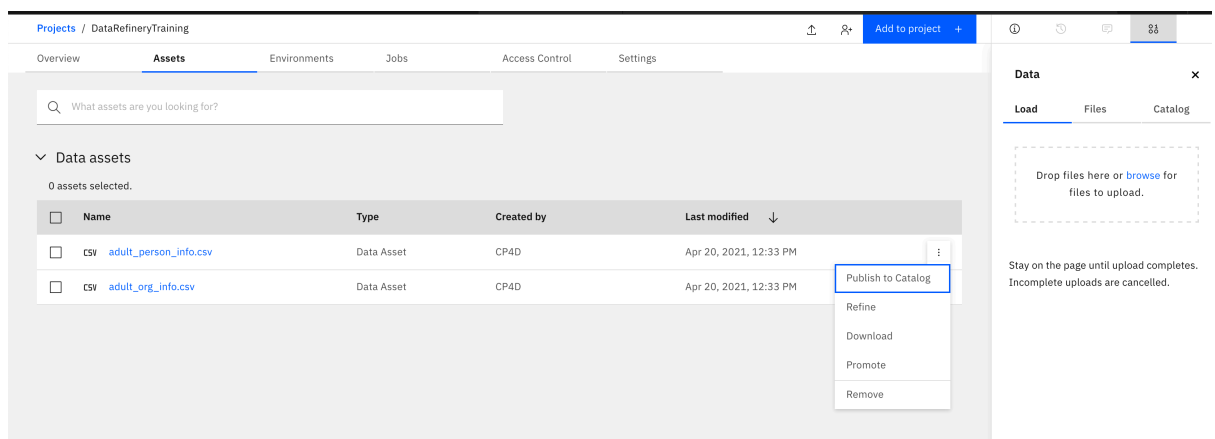 Projects / DataRefineryTraining
Add to project +
Overview Assets Environments Jobs Access Control Settings
What assets are you looking for?
Data assets
0 assets selected.
Name Type Created by Last modified
CSV adult_person_info.csv Data Asset CP4D Apr 20, 2021, 12:33 PM
CSV adult_org_info.csv Data Asset CP4D Apr 20, 2021, 12:33 PM
Publish to Catalog
Refine
Download
Promote
Remove
Data
Load Files Catalog
Drop files here or browse for
files to upload.
Stay on the page until upload completes.
Incomplete uploads are cancelled.